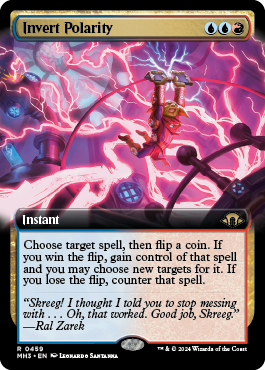 Invert Polarity
Instant
Choose target spell, then flip a coin. If
you win the flip, gain control of that spell
and you may choose new targets for it. If
you lose the flip, counter that spell.
“Skreeg! I thought I told you to stop messing
with . . . Oh, that worked. Good job, Skreeg.”
—Ral Zarek
R 0459
MH3 • EN Leonardo Santanna
™ & © 2024 Wizards of the Coast